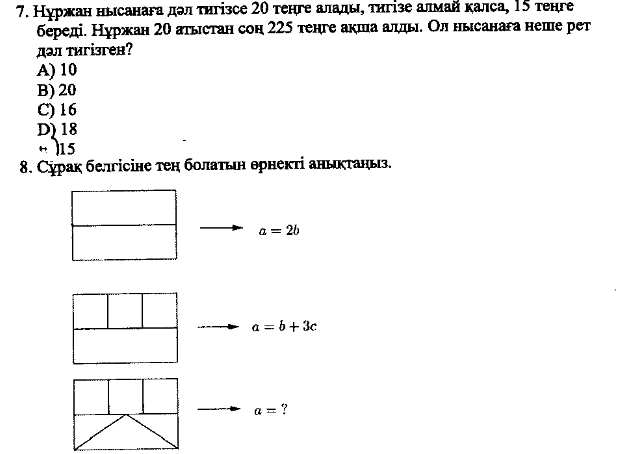 7. Нұржан нысанаға дәл тигізсе 20 теңге алады, тигізе алмай қалса, 15 теңге
береді. Нұржан 20 атыстан соң 225 теңге ақша алды. Ол нысанаға неше рет
дәл тигізген?
A) 10
B) 20
C) 16
D) 18
)15
8. Сұрақ белгісіне тең болатын өрнекті анықтаңыз.
a = 2b
a = b + 3c
a = ?